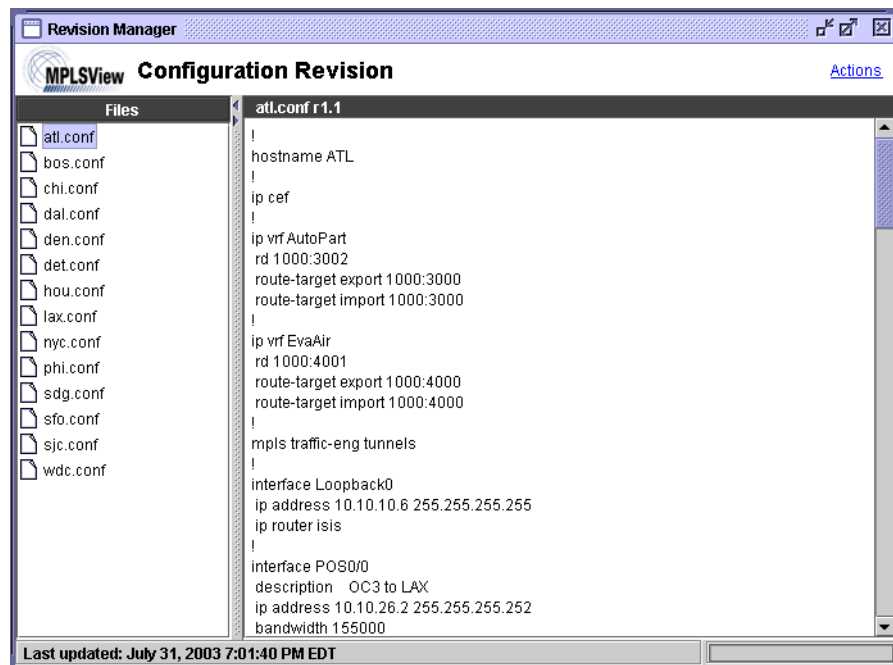 Revision Manager
MPLSView Configuration Revision
Actions
Files
atl.conf
bos.conf
chi.conf
dal.conf
den.conf
det.conf
hou.conf
lax.conf
nyc.conf
phi.conf
sdg.conf
sfo.conf
sjc.conf
wdc.conf
atl.conf r1.1
!
hostname ATL
!
ip cef
!
ip vrf AutoPart
rd 1000:3002
route-target export 1000:3000
route-target import 1000:3000
!
ip vrf EvaAir
rd 1000:4001
route-target export 1000:4000
route-target import 1000:4000
!
mpls traffic-eng tunnels
!
interface Loopback0
ip address 10.10.10.6 255.255.255.255
ip router isis
!
interface POS0/0
description OC3 to LAX
ip address 10.10.26.2 255.255.255.252
bandwidth 155000
Last updated: July 31, 2003 7:01:40 PM EDT